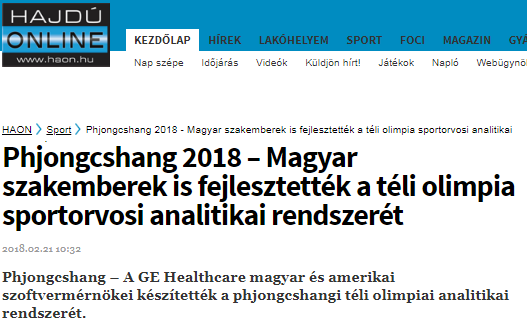 HAJDÚ
ONLINE
www.haon.hu
KEZDŐLAP HÍREK LAKÓHELYEM SPORT FOCI MAGAZIN
Nap szépe Időjárás Videók Küldjön hírt! Játékok Napló Webügynö
HAON > Sport > Phjongcshang 2018 - Magyar szakemberek is fejlesztették a téli olimpia sportorvosi analitikai
Phjongcshang 2018 – Magyar
szakemberek is fejlesztették a téli olimpia
sportorvosi analitikai rendszerét
2018.02.21 10:32
Phjongcshang – A GE Healthcare magyar és amerikai
szoftvermérnökei készítették a phjongcshangi téli olimpiai analitikai
rendszerét.